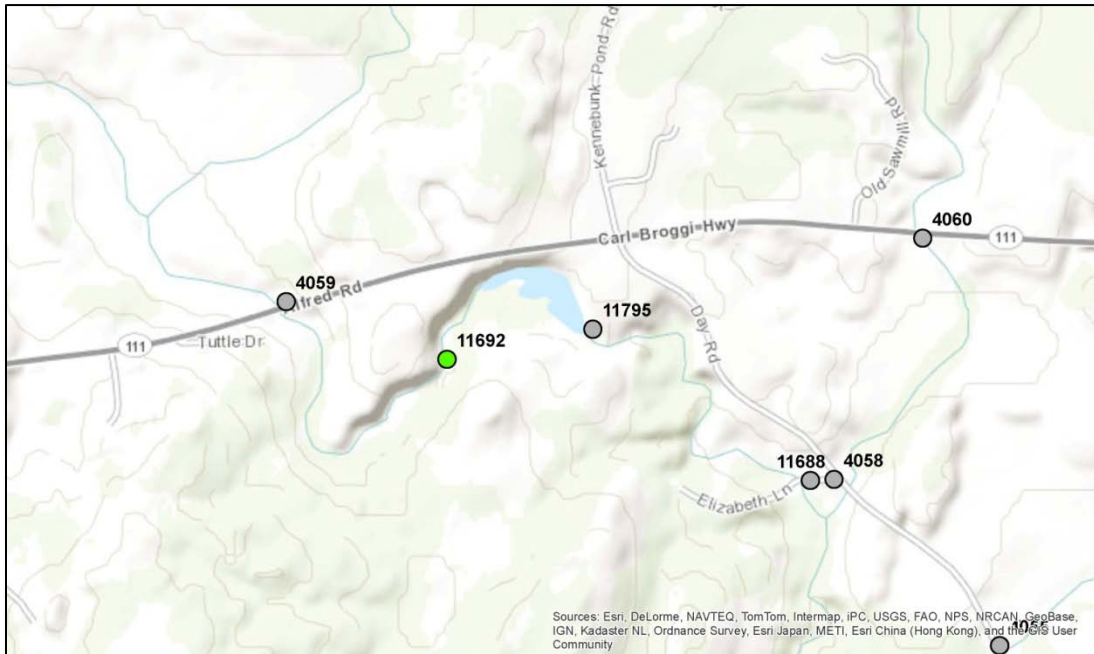 Kennebunk Pond Rd
Old Sawmill Rd
4060
Carl Broggi Hwy
111
4059
lfred Rd
11795
Tuttle Dr
111
11692
Day Rd
11688
4058
Elizabeth Ln
Sources: Esri, DeLorme, NAVTEQ, TomTom, Intermap, iPC, USGS, FAO, NPS, NRCAN, GeoBase,
IGN, Kadaster NL, Ordnance Survey, Esri Japan, METI, Esri China (Hong Kong), and the GIS User
Community